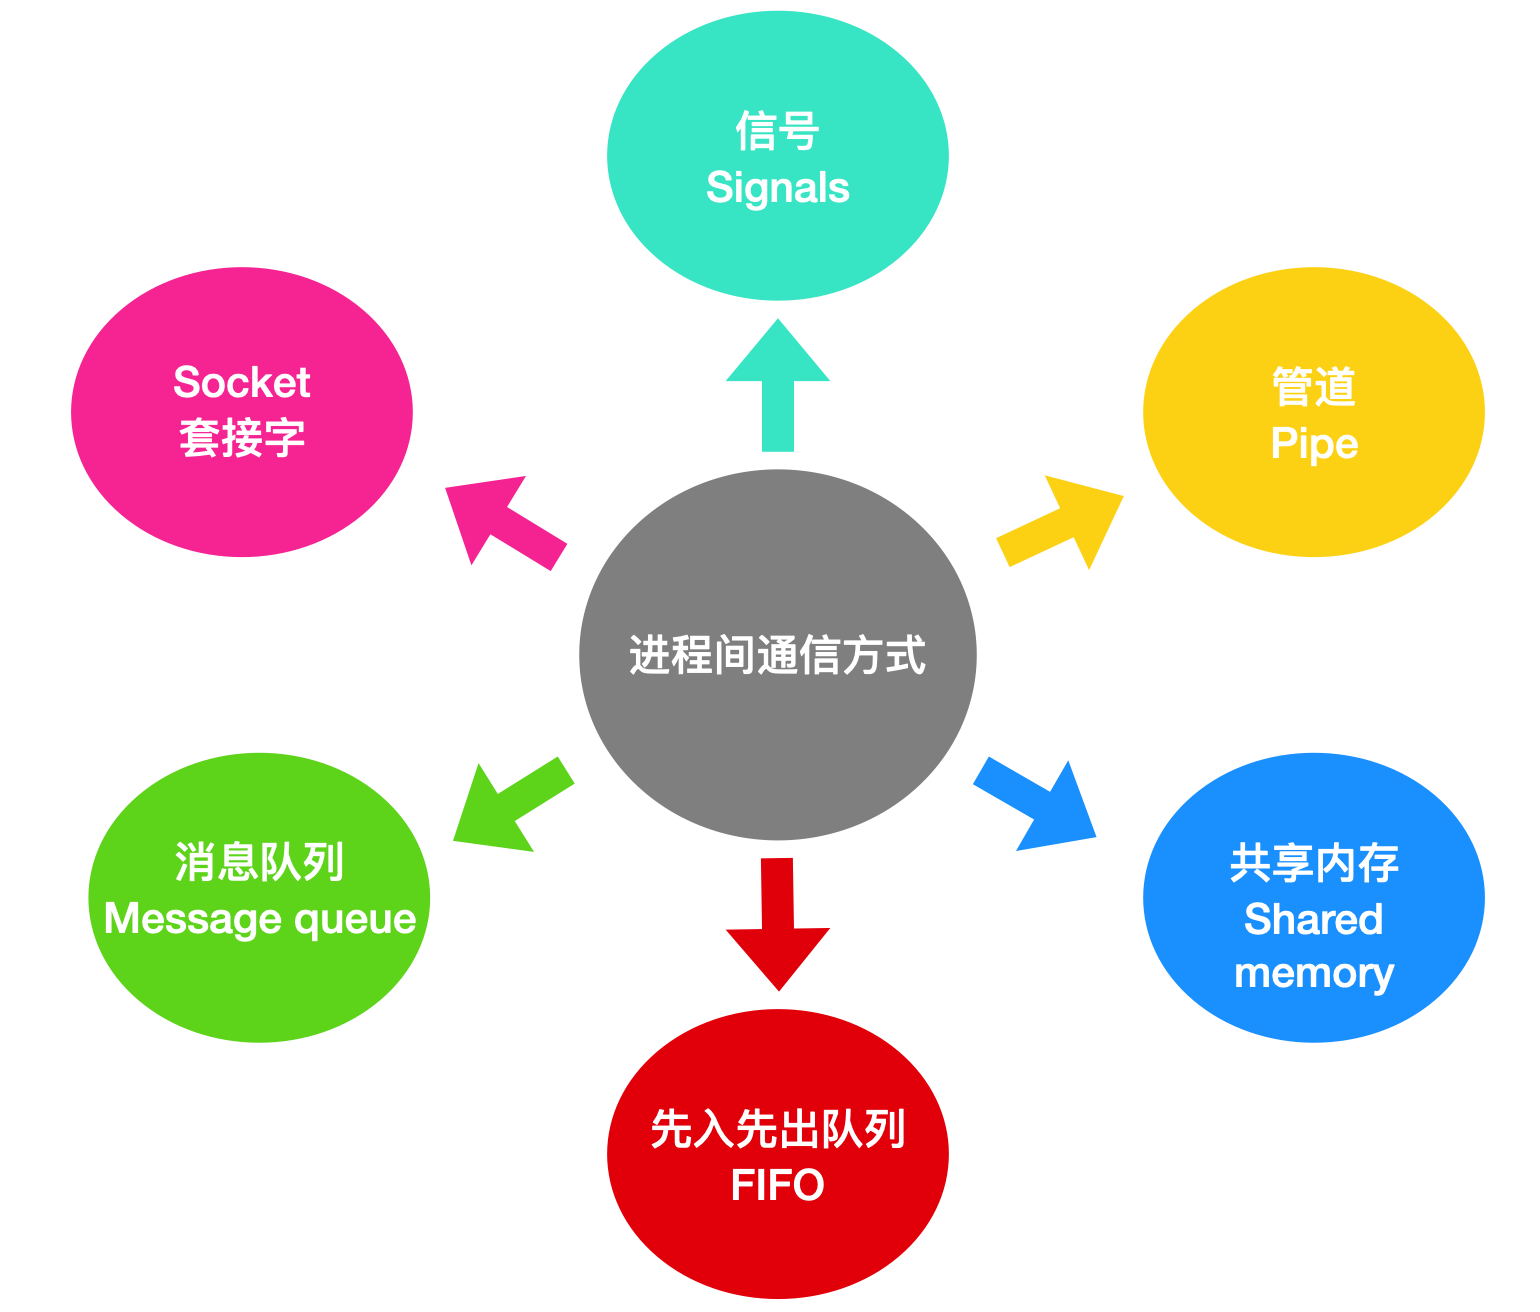 信号
Signals
Socket
套接字
管道
Pipe
进程间通信方式
消息队列
Message queue
共享内存
Shared
memory
先入先出队列
FIFO